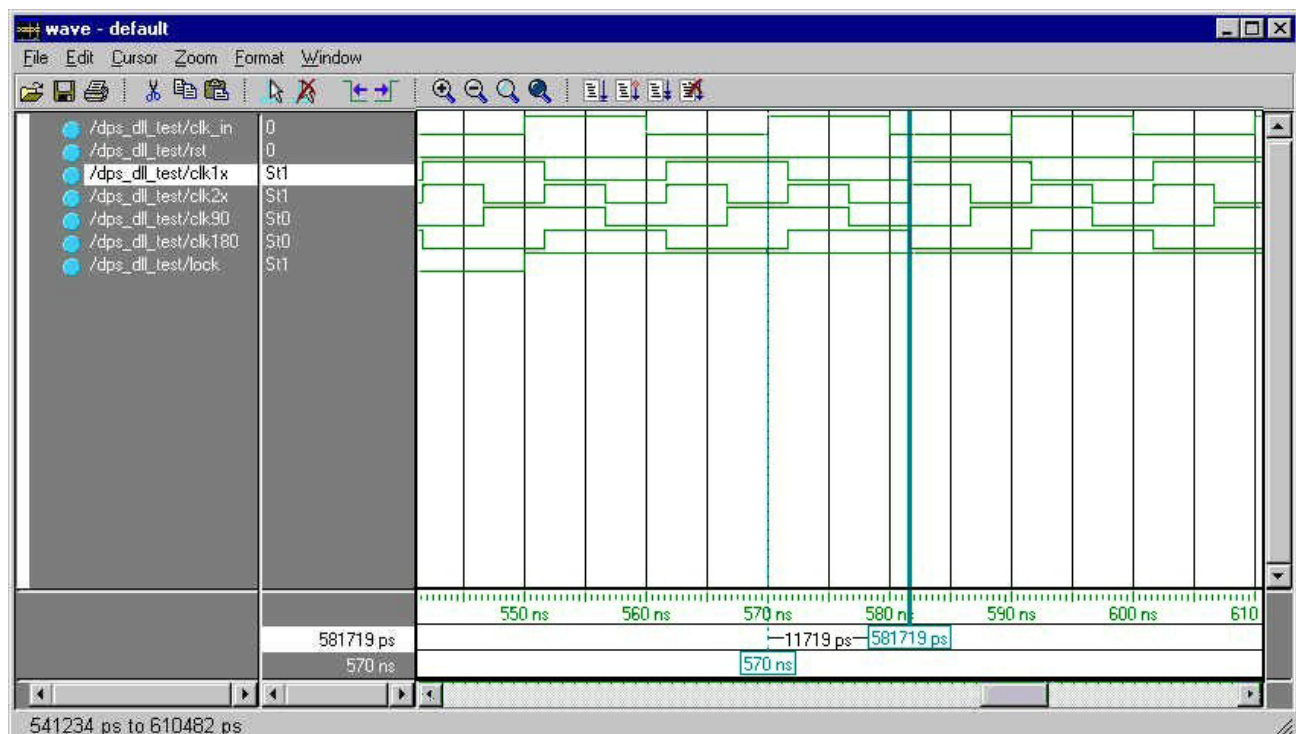 wave - default
File Edit Cursor Zoom Format Window
/dps_dll_test/clk_in 0
/dps_dll_test/rst 0
/dps_dll_test/clk1x St1
/dps_dll_test/clk2x St1
/dps_dll_test/clk90 St0
/dps_dll_test/clk180 St0
/dps_dll_test/lock St1
550 ns 560 ns 570 ns 580 ns 590 ns 600 ns 610
581719 ps 11719 ps 581719 ps
570 ns 570 ns
541234 ps to 610482 ps